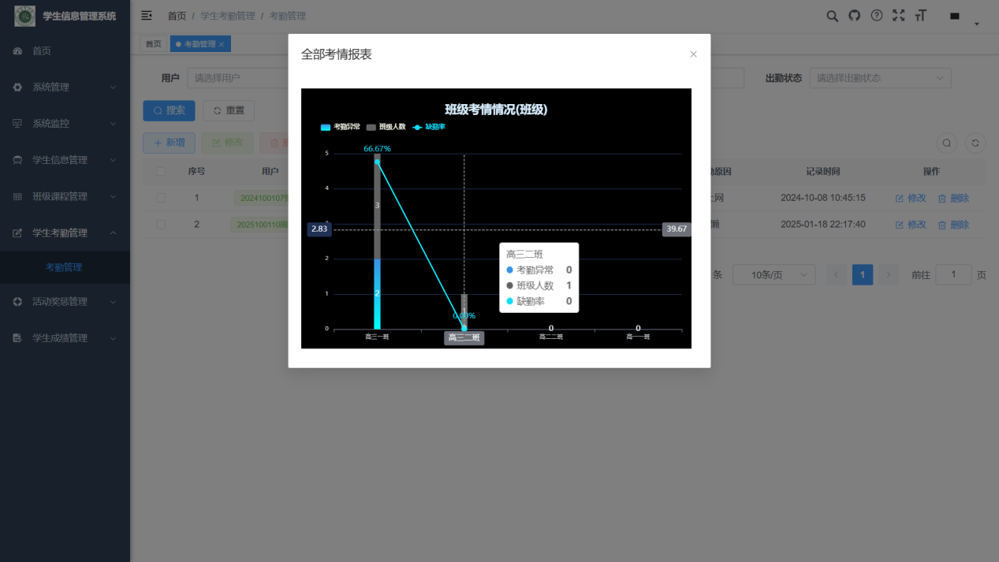 学生信息管理系统
首页
系统管理
系统监控
学生信息管理
班级课程管理
学生考勤管理
考勤管理
活动奖惩管理
学生成绩管理
首页 / 学生考勤管理 / 考勤管理
首页
考勤管理
用户 请选择用户
出勤状态 请选择出勤状态
搜索 重置
新增 修改
序号 用户 原因 记录时间 操作
1 2024100107 上网 2024-10-08 10:45:15 修改 删除
2 2025100110 2025-01-18 22:17:40 修改 删除
条 10条/页 1 前往 1 页
全部考情报表
班级考情情况(班级)
考勤异常 班级人数 缺勤率
5
66.67%
4
3
2.83
39.67
2
2
1
1
0.00%
0
0
0
高三一班
高三二班
高二二班
高一一班
高三二班
考勤异常 0
班级人数 1
缺勤率 0